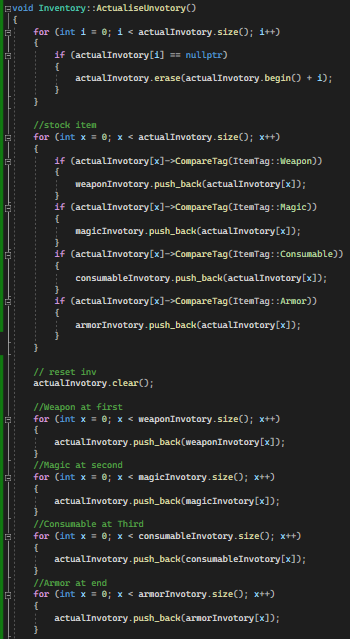 void Inventory::ActualiseUnvotory()
{
for (int i = 0; i < actualInvotory.size(); i++)
{
if (actualInvotory[i] == nullptr)
{
actualInvotory.erase(actualInvotory.begin() + i);
}
}
//stock item
for (int x = 0; x < actualInvotory.size(); x++)
{
if (actualInvotory[x]->CompareTag(ItemTag::Weapon))
{
weaponInvotory.push_back(actualInvotory[x]);
}
if (actualInvotory[x]->CompareTag(ItemTag::Magic))
{
magicInvotory.push_back(actualInvotory[x]);
}
if (actualInvotory[x]->CompareTag(ItemTag::Consumable))
{
consumableInvotory.push_back(actualInvotory[x]);
}
if (actualInvotory[x]->CompareTag(ItemTag::Armor))
{
armorInvotory.push_back(actualInvotory[x]);
}
}
// reset inv
actualInvotory.clear();
//Weapon at first
for (int x = 0; x < weaponInvotory.size(); x++)
{
actualInvotory.push_back(weaponInvotory[x]);
}
//Magic at second
for (int x = 0; x < magicInvotory.size(); x++)
{
actualInvotory.push_back(magicInvotory[x]);
}
//Consumable at Third
for (int x = 0; x < consumableInvotory.size(); x++)
{
actualInvotory.push_back(consumableInvotory[x]);
}
//Armor at end
for (int x = 0; x < armorInvotory.size(); x++)
{
actualInvotory.push_back(armorInvotory[x]);
}